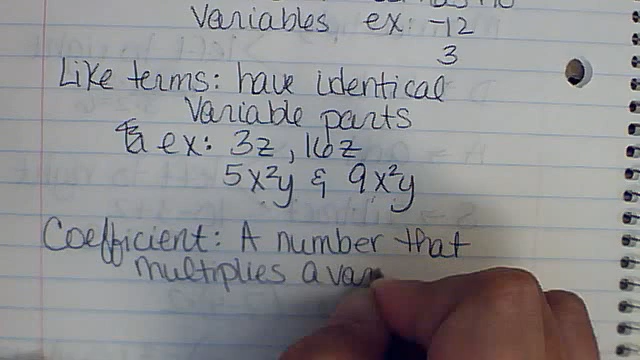 Variables ex: -12
3
Like terms: have identical
variable parts
ex: 3z, 16z
5x²y & 9x²y
Coefficient: A number that
multiplies a var